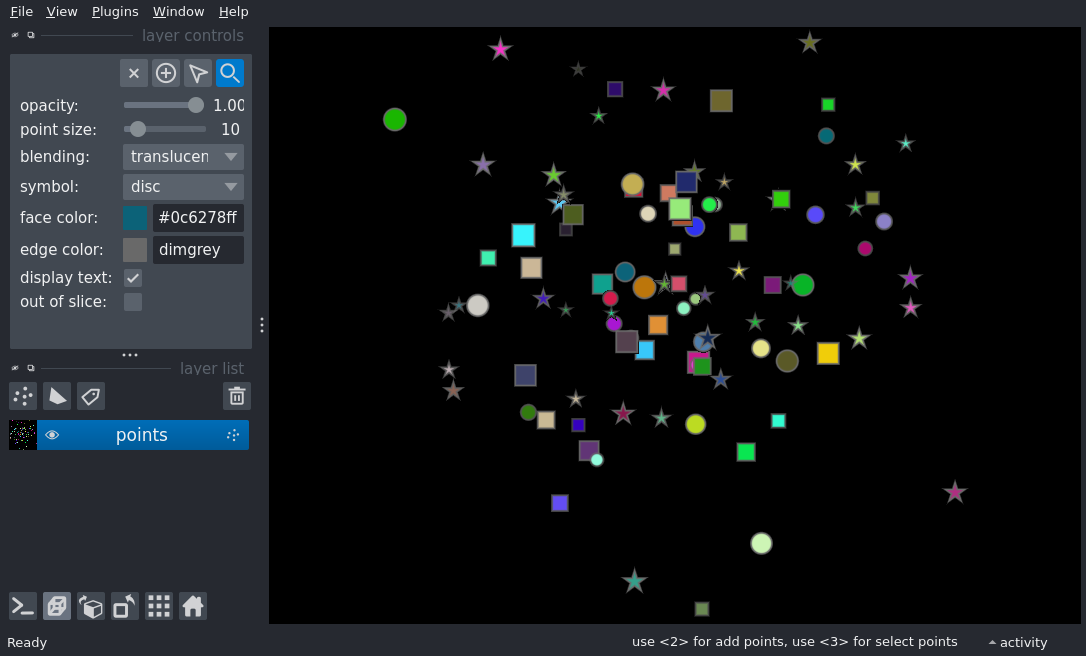 File View Plugins Window Help
layer controls
opacity: 1.00
point size: 10
blending: translucen
symbol: disc
face color: #0c6278ff
edge color: dimgrey
display text:
out of slice:
layer list
points
Ready
use <2> for add points, use <3> for select points
activity